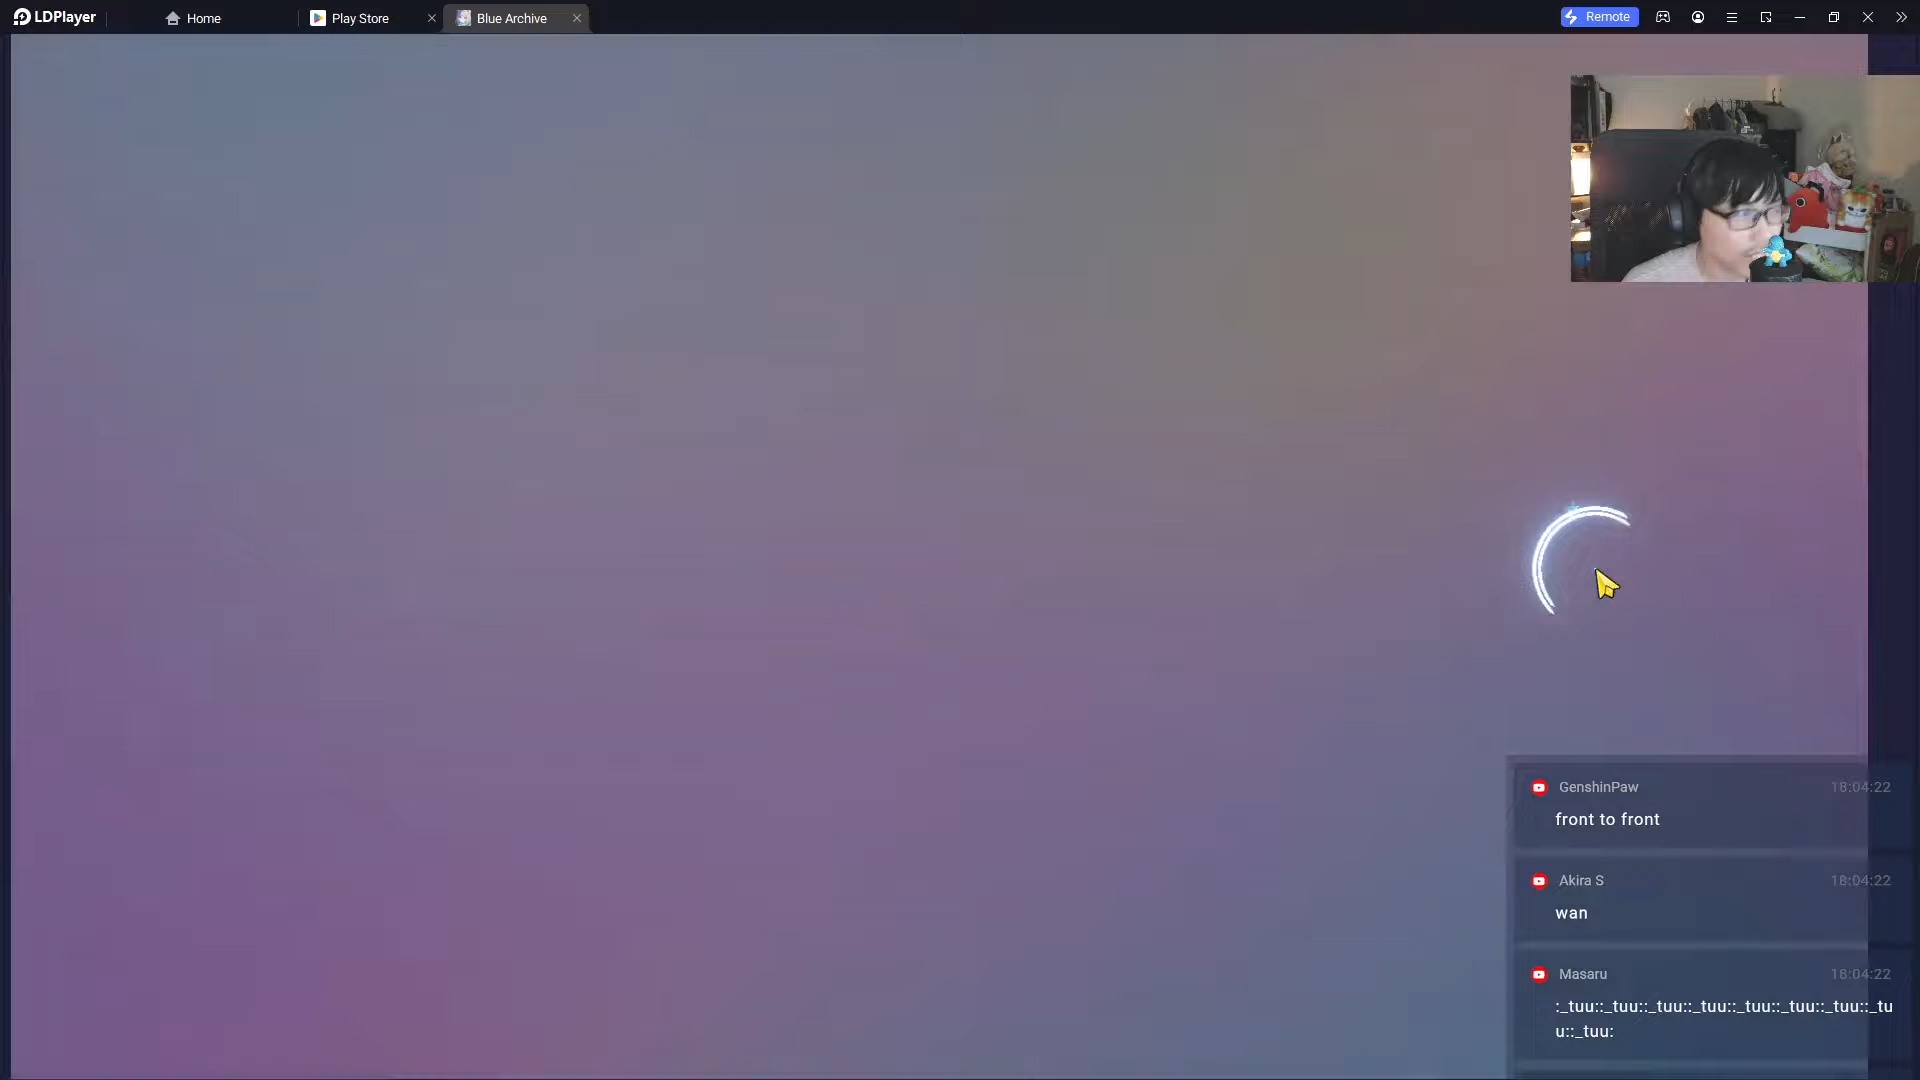 LDPlayer
Home
Play Store
Blue Archive
Remote
GenshinPaw 18:04:22
front to front
Akira S 18:04:22
wan
Masaru 18:04:22
:_tuu::_tuu::_tuu::_tuu::_tuu::_tuu::_tuu::_tu
u::_tuu: